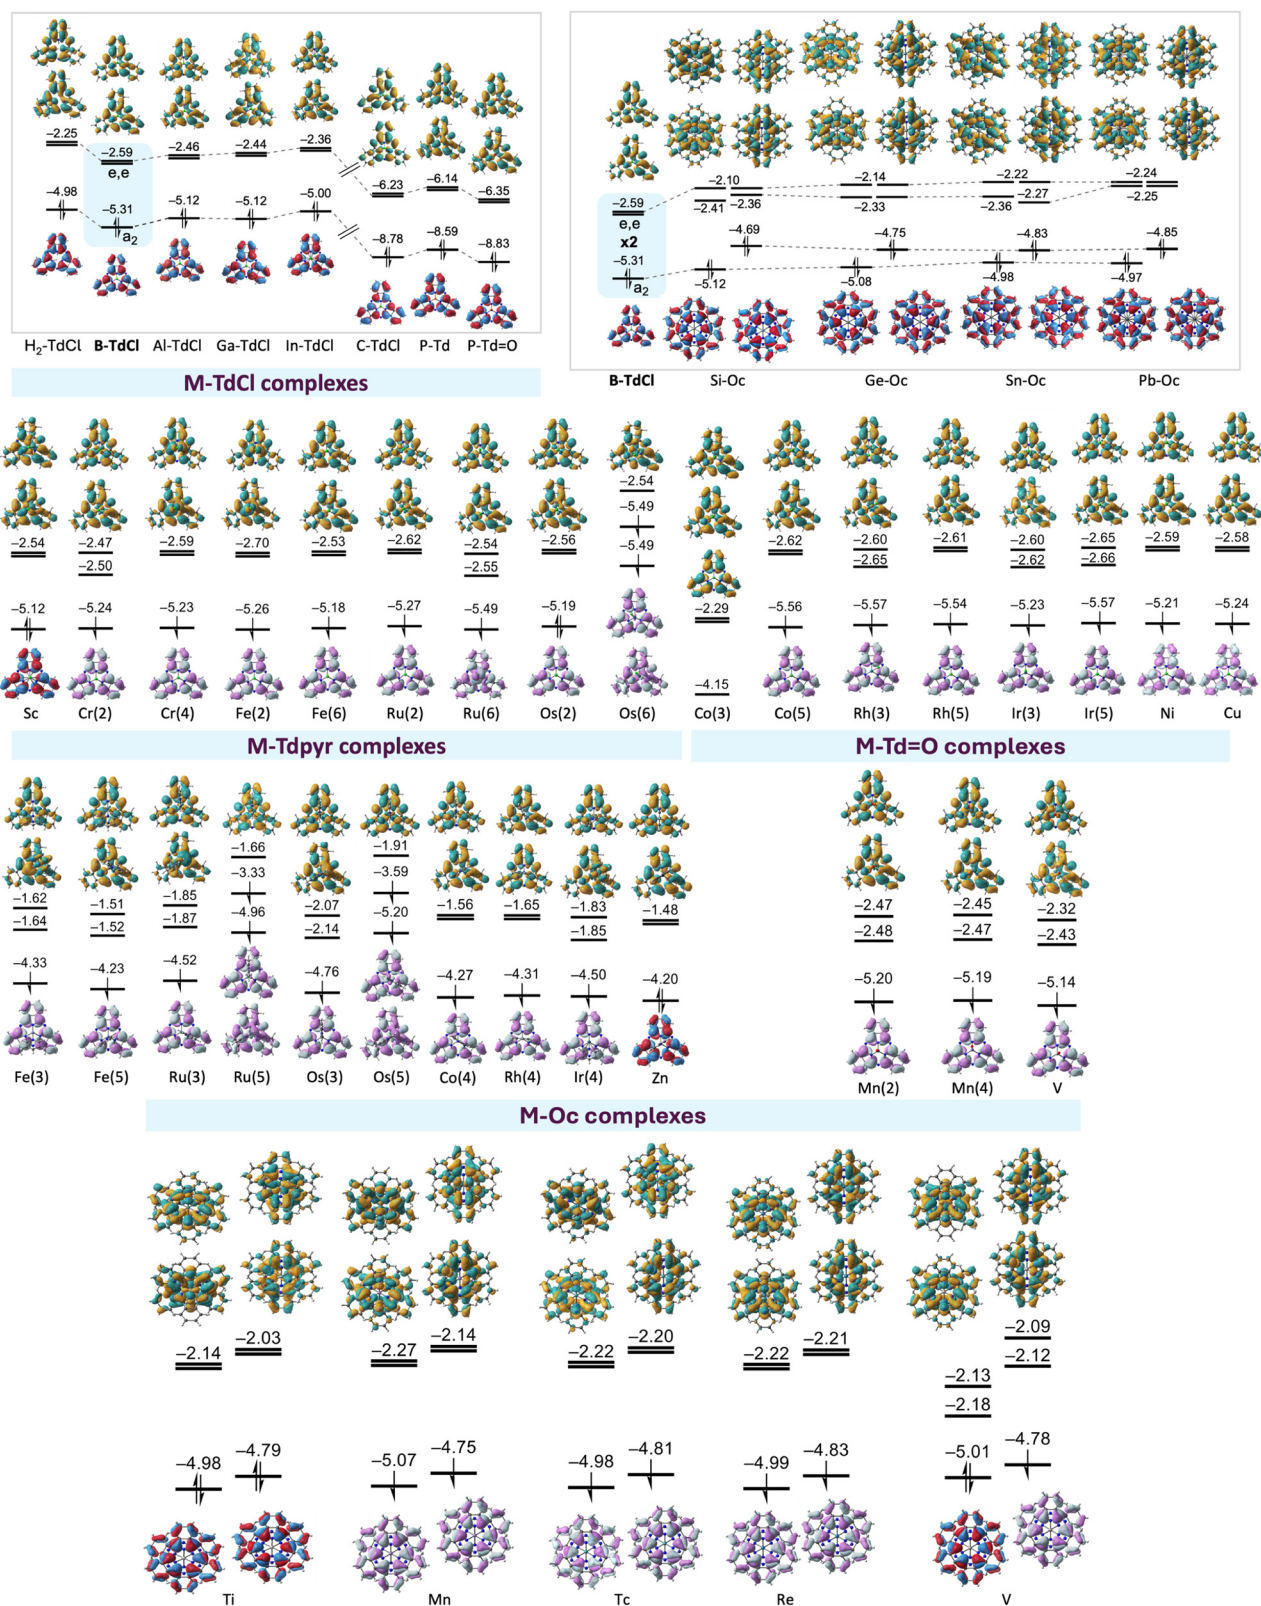 −2.25
−2.59
e,e
−2.46
−2.44
−2.36
−6.23
−6.14
−6.35
−4.98
−5.31
a2
−5.12
−5.12
−5.00
−8.78
−8.59
−8.83
H2-TdCl
B-TdCl
Al-TdCl
Ga-TdCl
In-TdCl
C-TdCl
P-Td
P-Td=O
−2.59
e,e
x2
−5.31
a2
−2.10
−2.41
−2.36
−2.14
−2.33
−2.22
−2.36
−2.27
−2.24
−2.25
−4.69
−5.12
−4.75
−5.08
−4.83
−4.98
−4.85
−4.97
B-TdCl
Si-Oc
Ge-Oc
Sn-Oc
Pb-Oc
M-TdCl complexes
−2.54
−2.47
−2.50
−2.59
−2.70
−2.53
−2.62
−2.54
−2.55
−2.56
−2.54
−5.49
−5.49
−2.29
−4.15
−2.62
−2.60
−2.65
−2.61
−2.60
−2.62
−2.65
−2.66
−2.59
−2.58
−5.12
−5.24
−5.23
−5.26
−5.18
−5.27
−5.49
−5.19
−5.56
−5.57
−5.54
−5.23
−5.57
−5.21
−5.24
Sc
Cr(2)
Cr(4)
Fe(2)
Fe(6)
Ru(2)
Ru(6)
Os(2)
Os(6)
Co(3)
Co(5)
Rh(3)
Rh(5)
Ir(3)
Ir(5)
Ni
Cu
M-Tdpyr complexes
M-Td=O complexes
−1.62
−1.64
−1.51
−1.52
−1.85
−1.87
−1.66
−3.33
−4.96
−2.07
−2.14
−1.91
−3.59
−5.20
−1.56
−1.65
−1.83
−1.85
−1.48
−4.33
−4.23
−4.52
−4.76
−4.27
−4.31
−4.50
−4.20
Fe(3)
Fe(5)
Ru(3)
Ru(5)
Os(3)
Os(5)
Co(4)
Rh(4)
Ir(4)
Zn
−2.47
−2.48
−2.45
−2.47
−2.32
−2.43
−5.20
−5.19
−5.14
Mn(2)
Mn(4)
V
M-Oc complexes
−2.14
−2.03
−2.27
−2.14
−2.22
−2.20
−2.22
−2.21
−2.09
−2.12
−2.13
−2.18
−4.98
−4.79
−5.07
−4.75
−4.98
−4.81
−4.99
−4.83
−5.01
−4.78
Ti
Mn
Tc
Re
V